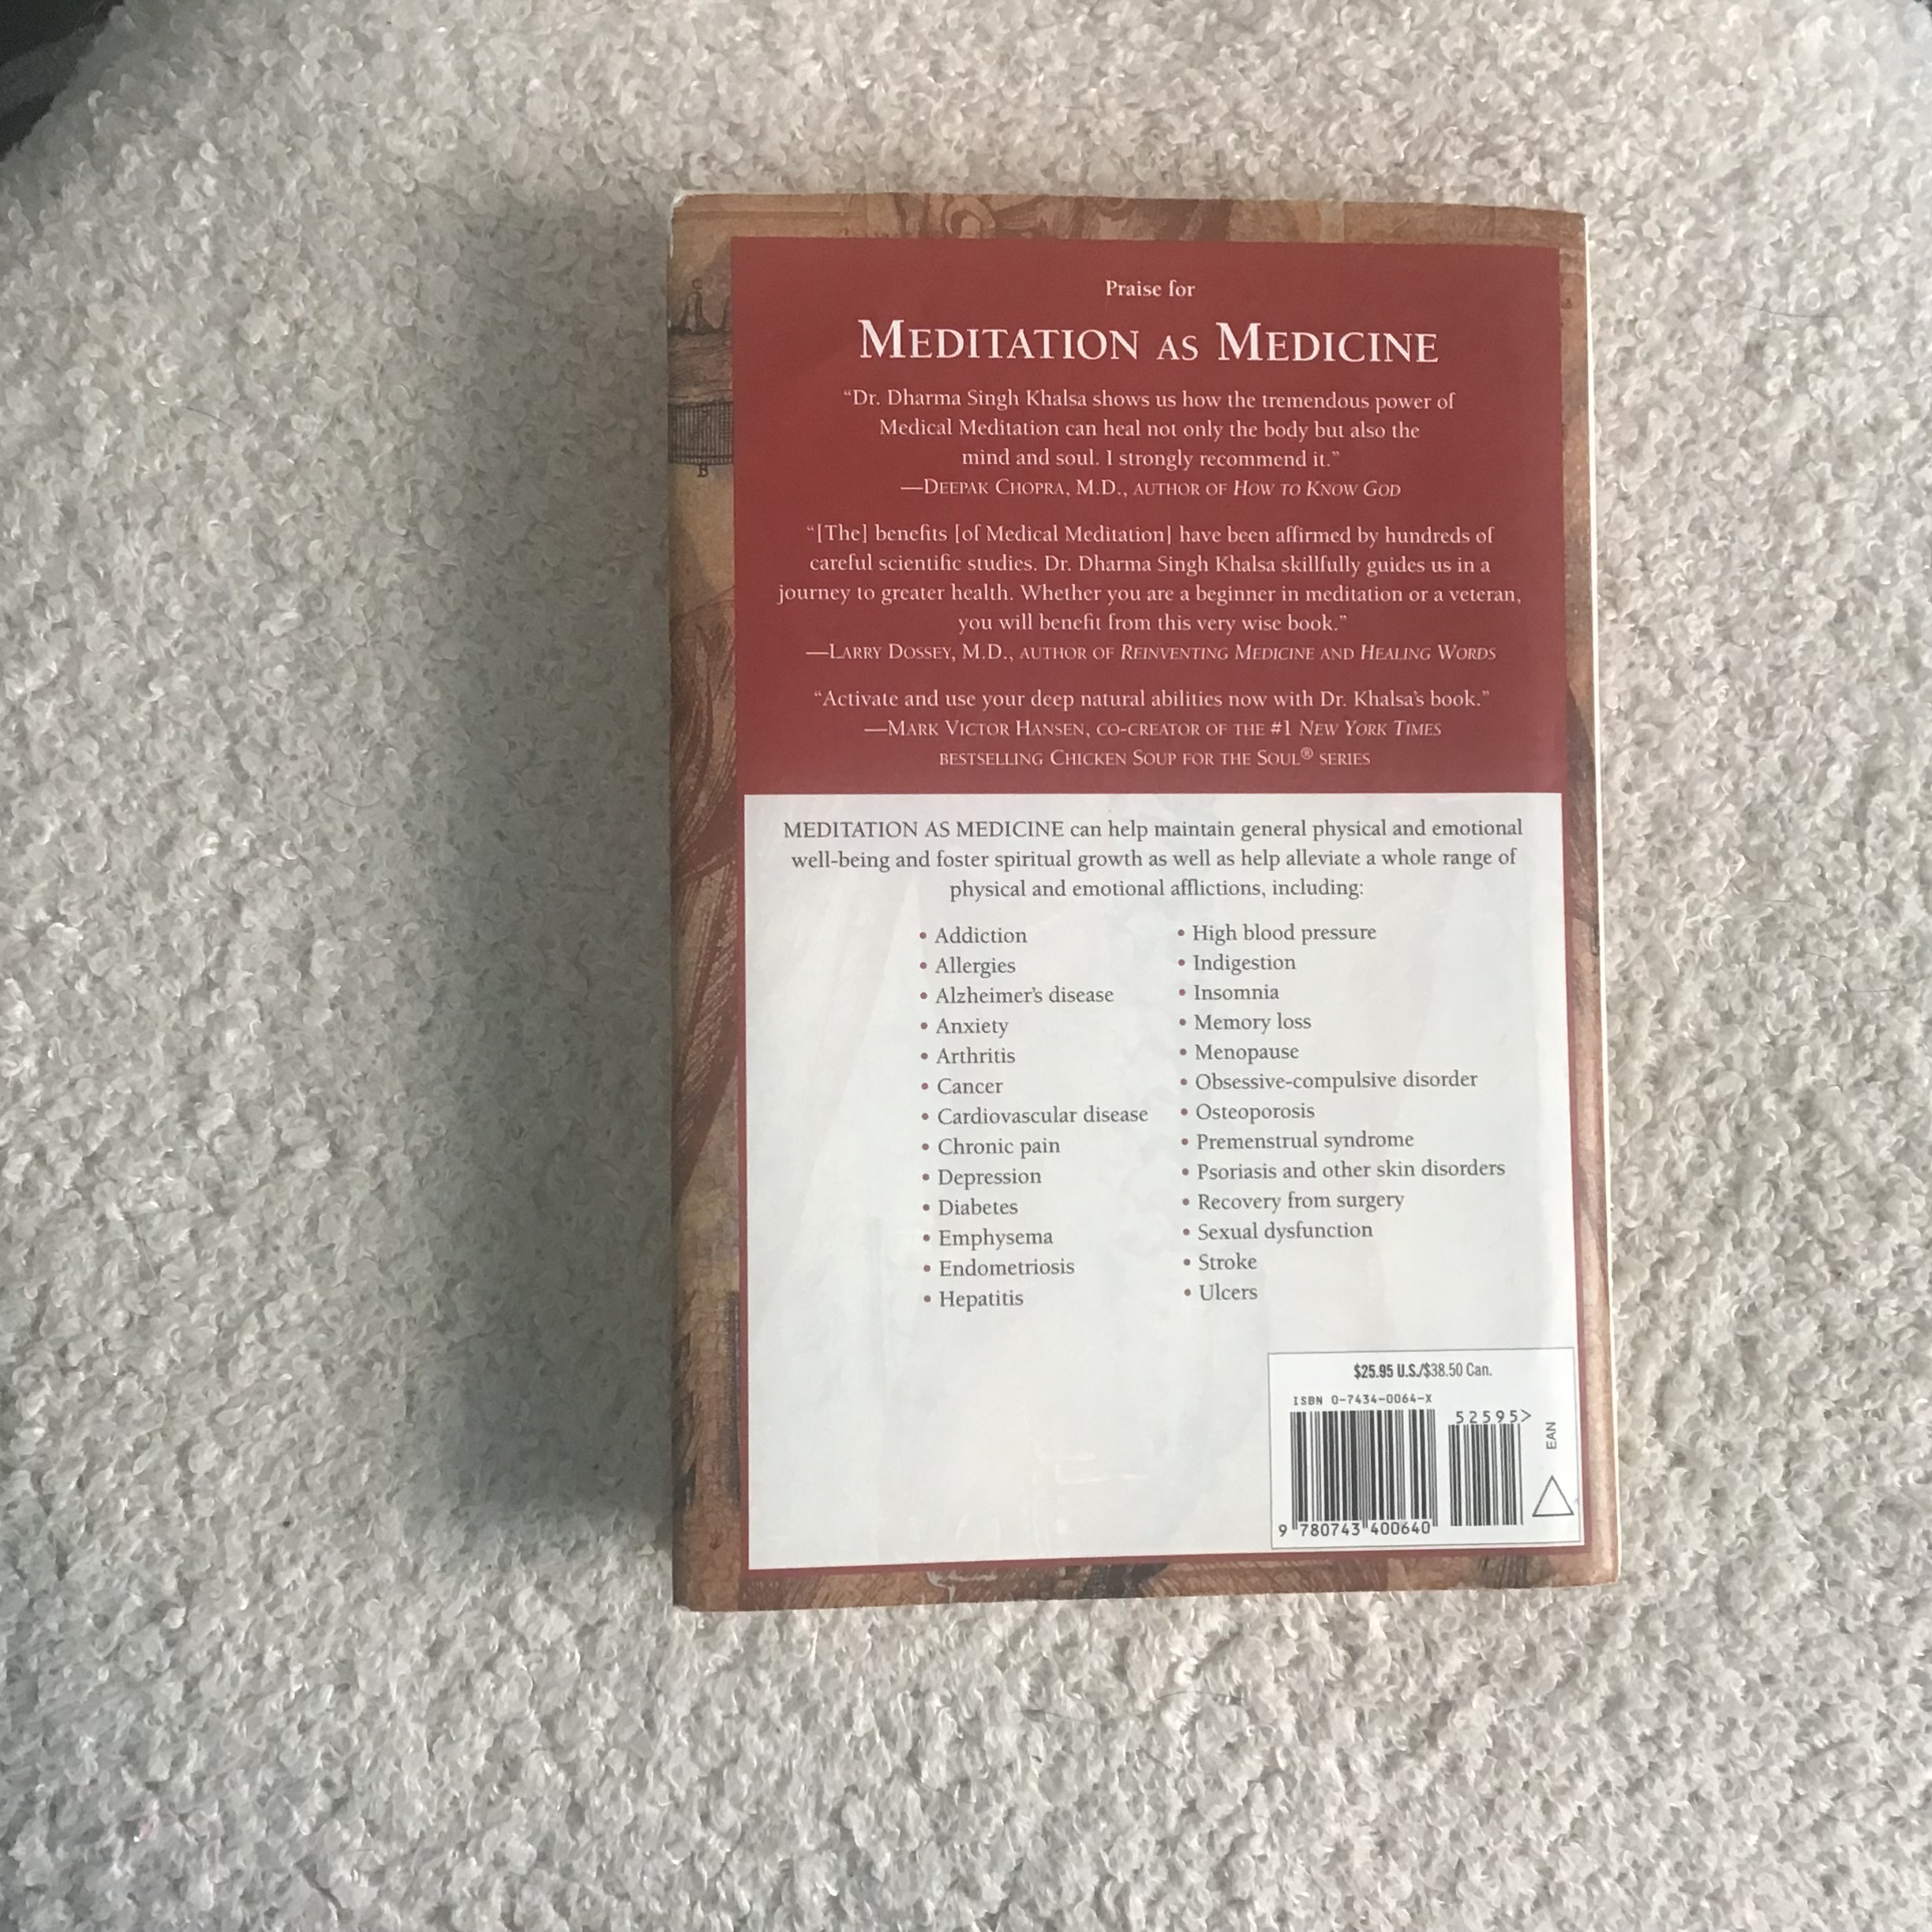 Praise for
MEDITATION AS MEDICINE
“Dr. Dharma Singh Khalsa shows us how the tremendous power of
Medical Meditation can heal not only the body but also the
mind and soul. I strongly recommend it.”
—DEEPAK CHOPRA, M.D., AUTHOR OF HOW TO KNOW GOD
“[The] benefits [of Medical Meditation] have been affirmed by hundreds of
careful scientific studies. Dr. Dharma Singh Khalsa skillfully guides us in a
journey to greater health. Whether you are a beginner in meditation or a veteran,
you will benefit from this very wise book.”
—LARRY DOSSEY, M.D., AUTHOR OF REINVENTING MEDICINE AND HEALING WORDS
“Activate and use your deep natural abilities now with Dr. Khalsa’s book.”
—MARK VICTOR HANSEN, CO-CREATOR OF THE #1 NEW YORK TIMES
BESTSELLING CHICKEN SOUP FOR THE SOUL® SERIES
MEDITATION AS MEDICINE can help maintain general physical and emotional
well-being and foster spiritual growth as well as help alleviate a whole range of
physical and emotional afflictions, including:
• Addiction
• Allergies
• Alzheimer’s disease
• Anxiety
• Arthritis
• Cancer
• Cardiovascular disease
• Chronic pain
• Depression
• Diabetes
• Emphysema
• Endometriosis
• Hepatitis
• High blood pressure
• Indigestion
• Insomnia
• Memory loss
• Menopause
• Obsessive-compulsive disorder
• Osteoporosis
• Premenstrual syndrome
• Psoriasis and other skin disorders
• Recovery from surgery
• Sexual dysfunction
• Stroke
• Ulcers
$25.95 U.S./$38.50 Can.
ISBN 0-7434-0064-X
52595>
EAN
9 780743 400640
B